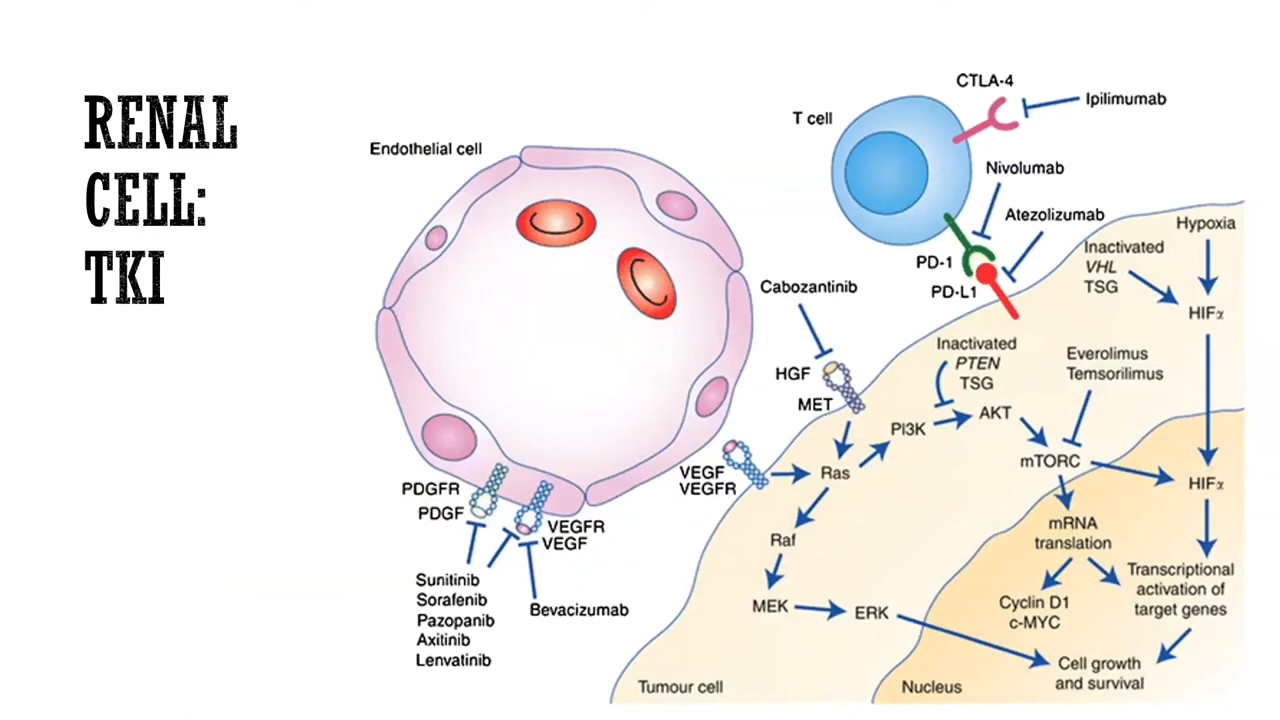 RENAL
CELL:
TKI
Endothelial cell
T cell
CTLA-4
Ipilimumab
Nivolumab
Atezolizumab
PD-1
PD-L1
Hypoxia
Inactivated
VHL
TSG
HIFα
Cabozantinib
HGF
MET
Inactivated
PTEN
TSG
Everolimus
Temsorilimus
PI3K
AKT
mTORC
HIFα
VEGF
VEGFR
Ras
PDGFR
PDGF
VEGFR
VEGF
Raf
mRNA
translation
Sunitinib
Sorafenib
Pazopanib
Axitinib
Lenvatinib
Bevacizumab
MEK
ERK
Cyclin D1
c-MYC
Transcriptional
activation of
target genes
Cell growth
and survival
Tumour cell
Nucleus